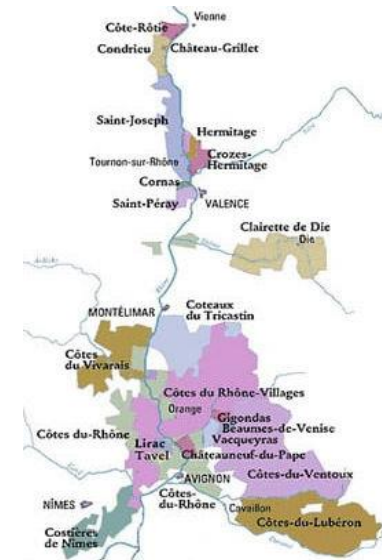 Vienne
Côte-Rôtie
Condrieu
Château-Grillet
Saint-Joseph
Hermitage
Tournon-sur-Rhône
Crozes-
Hermitage
Cornas
Saint-Péray
VALENCE
Clairette de Die
Die
MONTÉLIMAR
Coteaux
du Tricastin
Côtes
du Vivarais
Côtes du Rhône-Villages
Orange
Gigondas
Beaumes-de-Venise
Vacqueyras
Côtes du-Rhône
Lirac
Tavel
Châteauneuf-du-Pape
Côtes-du-Ventoux
AVIGNON
NÎMES
Côtes-
du-Rhône
Cavaillon
Côtes-du-Lubéron
Costières
de Nîmes